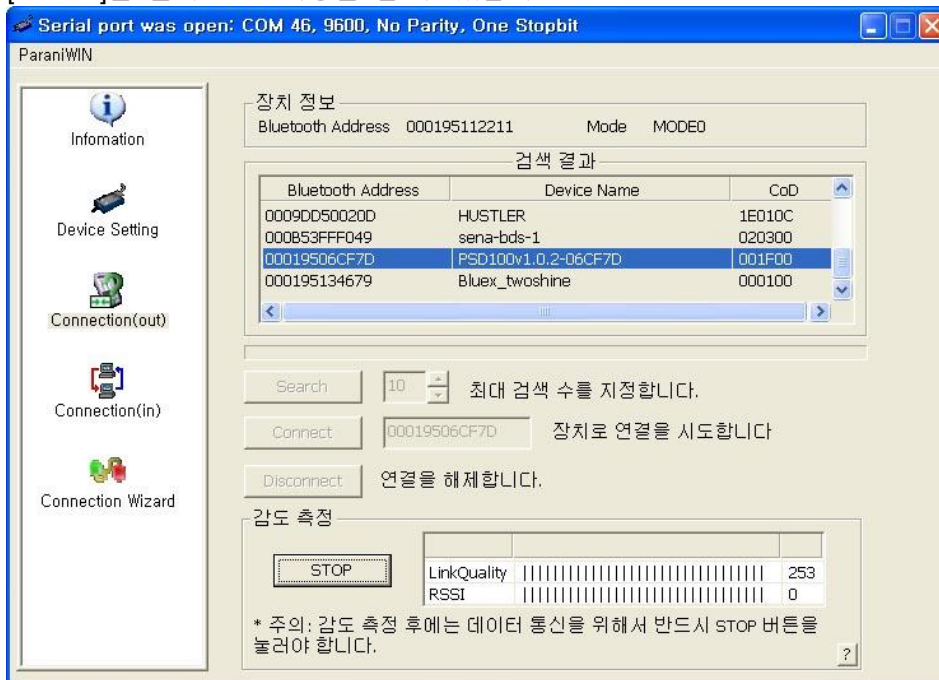 Serial port was open: COM 46, 9600, No Parity, One Stopbit
ParaniWIN
Infomation
Device Setting
Connection(out)
Connection(in)
Connection Wizard
장치 정보
Bluetooth Address 000195112211 Mode MODE0
검색 결과
Bluetooth Address Device Name CoD
0009DD50020D HUSTLER 1E010C
000B53FFF049 sena-bds-1 020300
00019506CF7D PSD100v1.0.2-06CF7D 001F00
000195134679 Bluex_twoshine 000100
Search 10 최대 검색 수를 지정합니다.
Connect 00019506CF7D 장치로 연결을 시도합니다
Disconnect 연결을 해제합니다.
감도 측정
STOP
LinkQuality 253
RSSI 0
* 주의: 감도 측정 후에는 데이터 통신을 위해서 반드시 STOP 버튼을
눌러야 합니다.
?